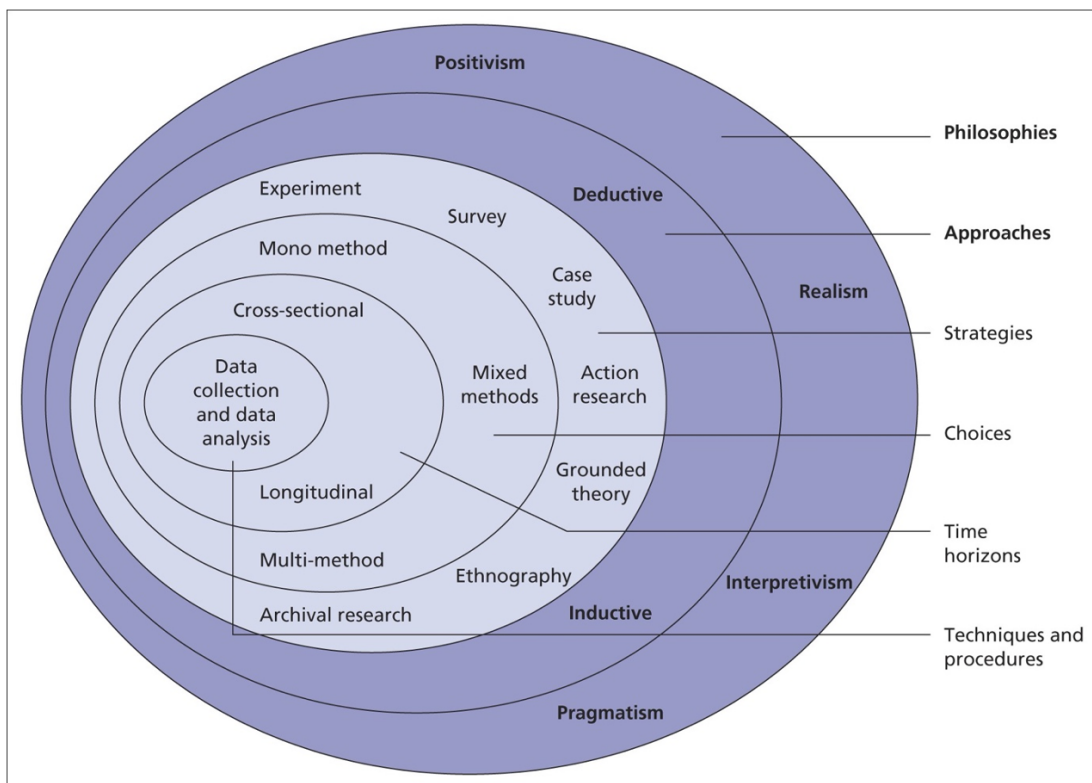 Positivism
Philosophies
Experiment
Deductive
Survey
Approaches
Mono method
Case
study
Realism
Cross-sectional
Strategies
Data
collection
and data
analysis
Mixed
methods
Action
research
Choices
Grounded
theory
Longitudinal
Time
horizons
Multi-method
Ethnography
Interpretivism
Archival research
Inductive
Techniques and
procedures
Pragmatism